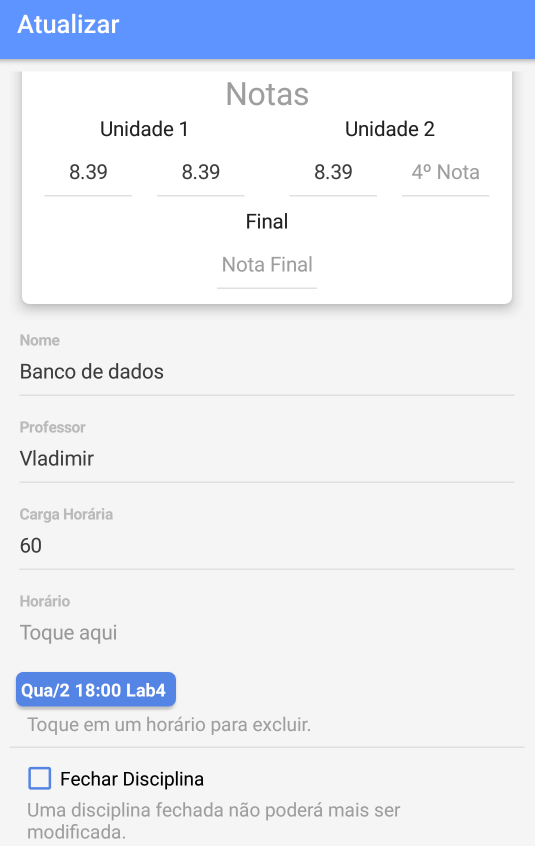 Atualizar
Notas
Unidade 1 Unidade 2
8.39 8.39 8.39 4º Nota
Final
Nota Final
Nome
Banco de dados
Professor
Vladimir
Carga Horária
60
Horário
Toque aqui
Qua/2 18:00 Lab4
Toque em um horário para excluir.
Fechar Disciplina
Uma disciplina fechada não poderá mais ser
modificada.